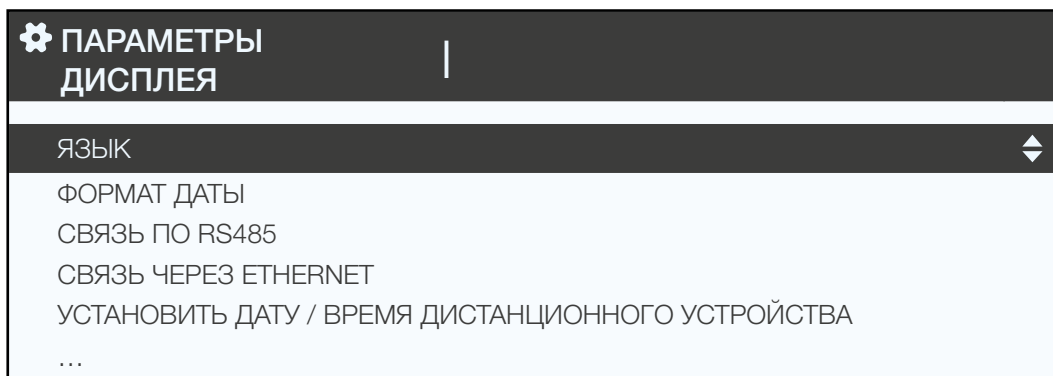 ПАРАМЕТРЫ
ДИСПЛЕЯ
ЯЗЫК
ФОРМАТ ДАТЫ
СВЯЗЬ ПО RS485
СВЯЗЬ ЧЕРЕЗ ETHERNET
УСТАНОВИТЬ ДАТУ / ВРЕМЯ ДИСТАНЦИОННОГО УСТРОЙСТВА
…